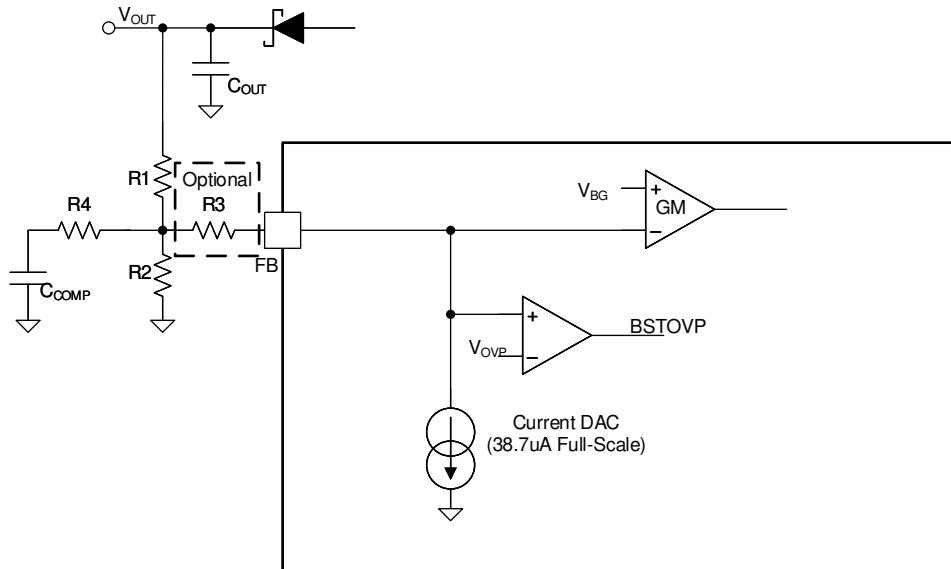 VOUT
COUT
R1
Optional
R4
R3
VBG
+
GM
−
FB
R2
CCOMP
+
BSTOVP
VOVP
−
Current DAC
(38.7uA Full-Scale)